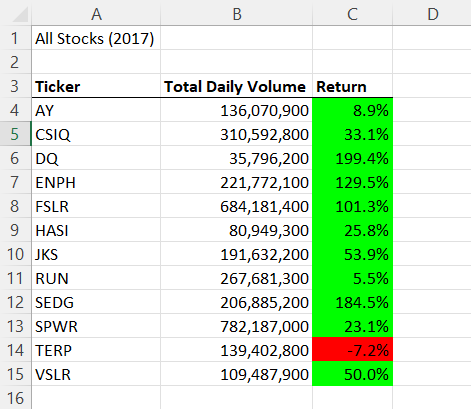 A B C D
1 All Stocks (2017)
2
3 Ticker Total Daily Volume Return
4 AY 136,070,900 8.9%
5 CSIQ 310,592,800 33.1%
6 DQ 35,796,200 199.4%
7 ENPH 221,772,100 129.5%
8 FSLR 684,181,400 101.3%
9 HASI 80,949,300 25.8%
10 JKS 191,632,200 53.9%
11 RUN 267,681,300 5.5%
12 SEDG 206,885,200 184.5%
13 SPWR 782,187,000 23.1%
14 TERP 139,402,800 -7.2%
15 VSLR 109,487,900 50.0%
16